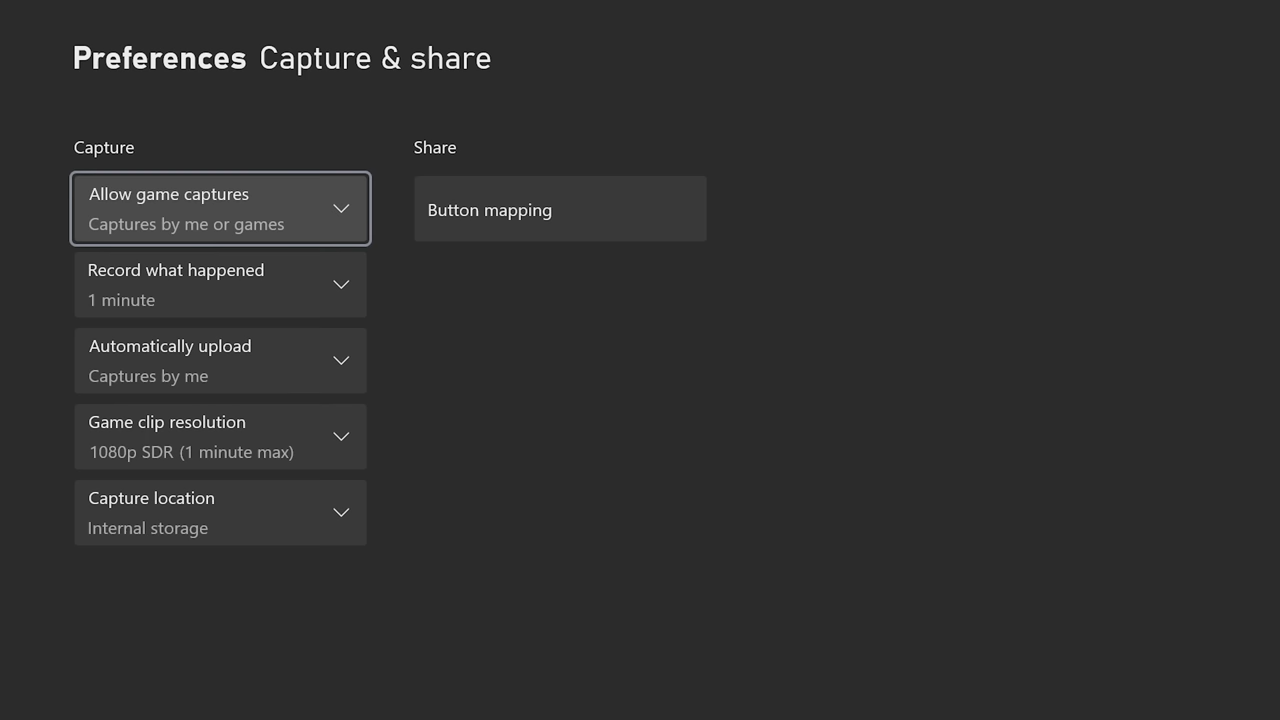 Preferences Capture & share
Capture
Allow game captures
Captures by me or games
Record what happened
1 minute
Automatically upload
Captures by me
Game clip resolution
1080p SDR (1 minute max)
Capture location
Internal storage
Share
Button mapping